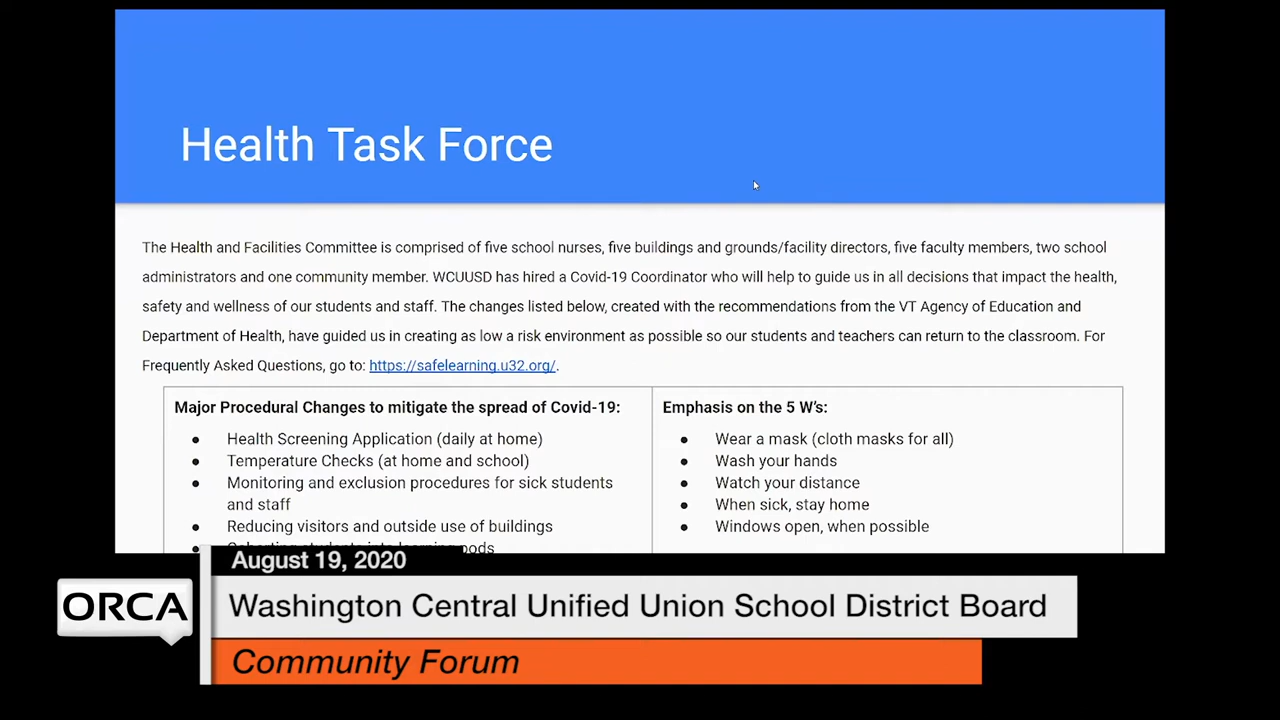 Health Task Force
The Health and Facilities Committee is comprised of five school nurses, five buildings and grounds/facility directors, five faculty members, two school
administrators and one community member. WCUUSD has hired a Covid-19 Coordinator who will help to guide us in all decisions that impact the health,
safety and wellness of our students and staff. The changes listed below, created with the recommendations from the VT Agency of Education and
Department of Health, have guided us in creating as low a risk environment as possible so our students and teachers can return to the classroom. For
Frequently Asked Questions, go to: https://safelearning.u32.org/.
Major Procedural Changes to mitigate the spread of Covid-19:
● Health Screening Application (daily at home)
● Temperature Checks (at home and school)
● Monitoring and exclusion procedures for sick students
and staff
● Reducing visitors and outside use of buildings
● Cohorting students into learning pods
Emphasis on the 5 W's:
● Wear a mask (cloth masks for all)
● Wash your hands
● Watch your distance
● When sick, stay home
● Windows open, when possible
August 19, 2020
ORCA
Washington Central Unified Union School District Board
Community Forum